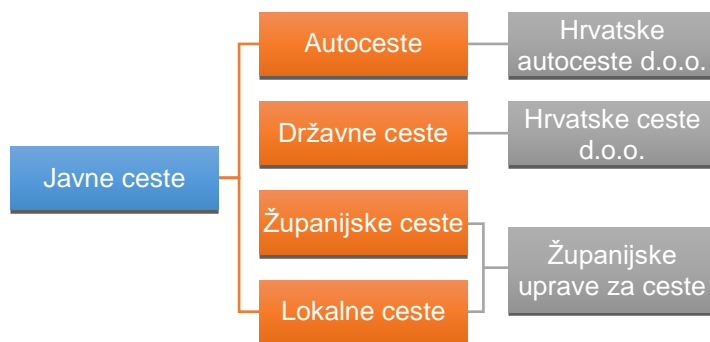 Javne ceste
Autoceste
Hrvatske
autoceste d.o.o.
Državne ceste
Hrvatske ceste
d.o.o.
Županijske ceste
Lokalne ceste
Županijske
uprave za ceste